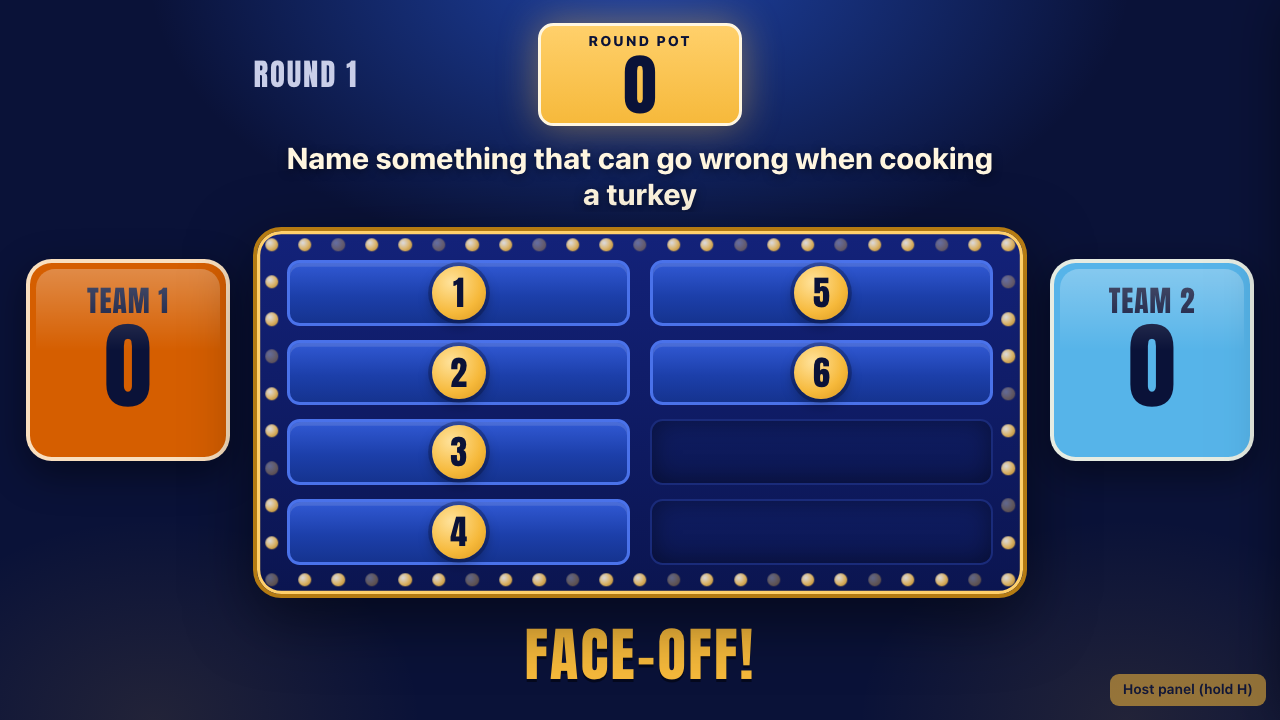 ROUND POT
0
ROUND 1
Name something that can go wrong when cooking
a turkey
TEAM 1
0
1
2
3
4
5
6
TEAM 2
0
FACE-OFF!
Host panel (hold H)